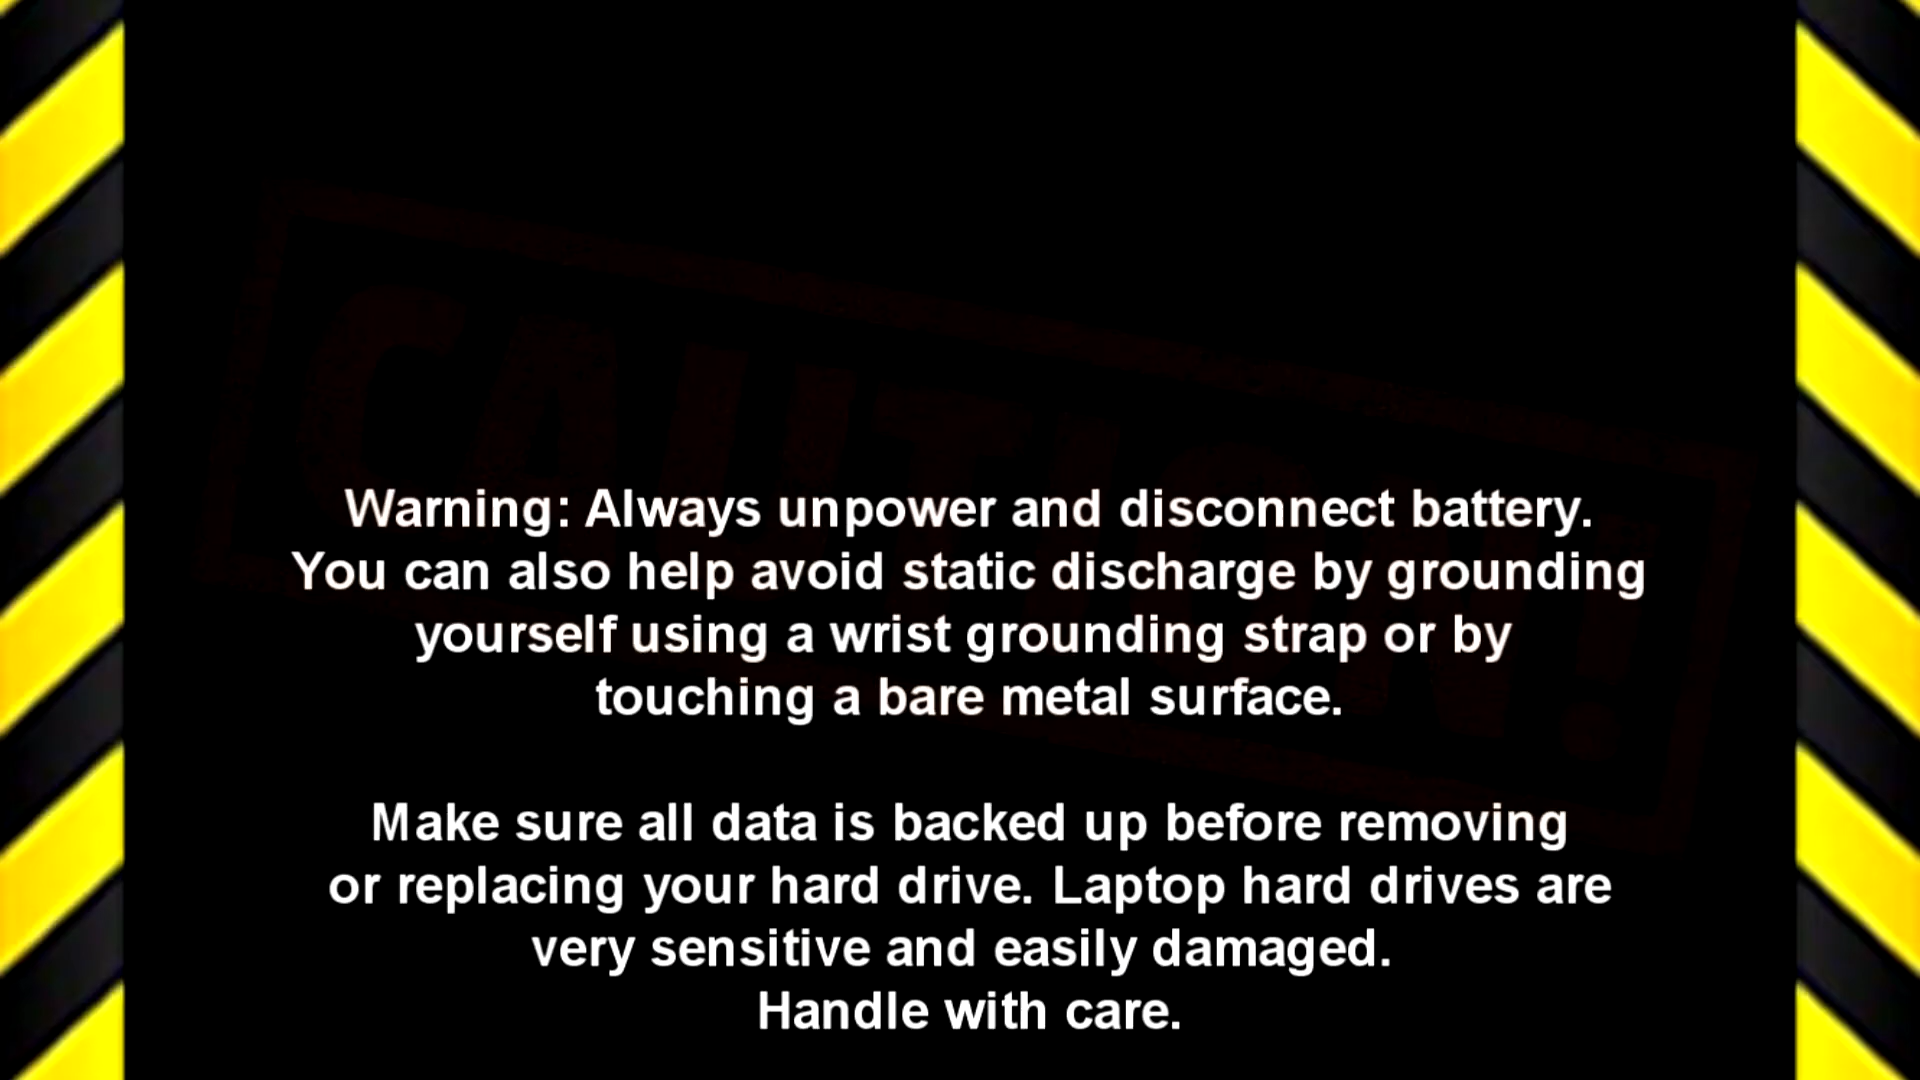 CAUTION!
Warning: Always unpower and disconnect battery.
You can also help avoid static discharge by grounding
yourself using a wrist grounding strap or by
touching a bare metal surface.
Make sure all data is backed up before removing
or replacing your hard drive. Laptop hard drives are
very sensitive and easily damaged.
Handle with care.